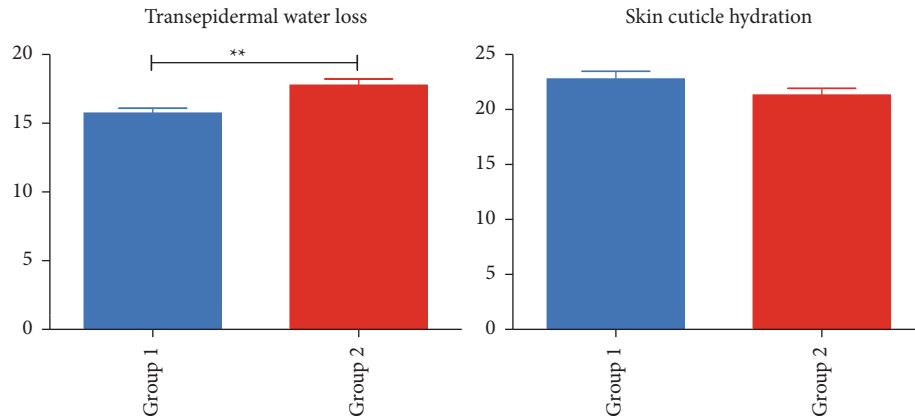 Transepidermal water loss
20
15
10
5
0
**
Group 1
Group 2
Skin cuticle hydration
25
20
15
10
5
0
Group 1
Group 2